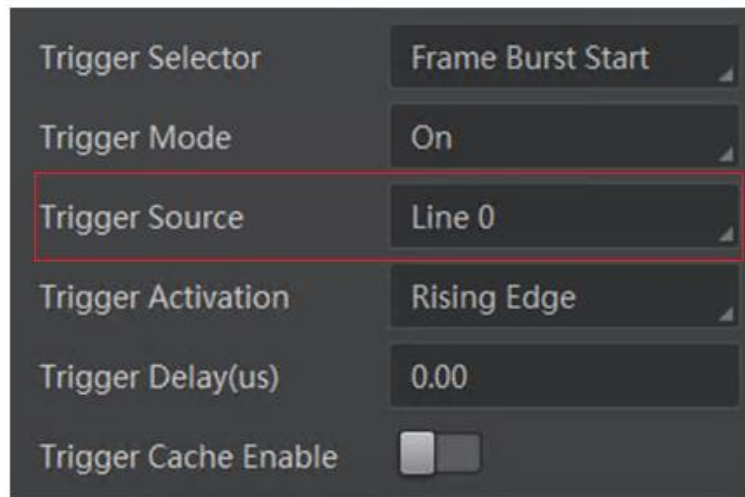 Trigger Selector Frame Burst Start
Trigger Mode On
Trigger Source Line 0
Trigger Activation Rising Edge
Trigger Delay(us) 0.00
Trigger Cache Enable